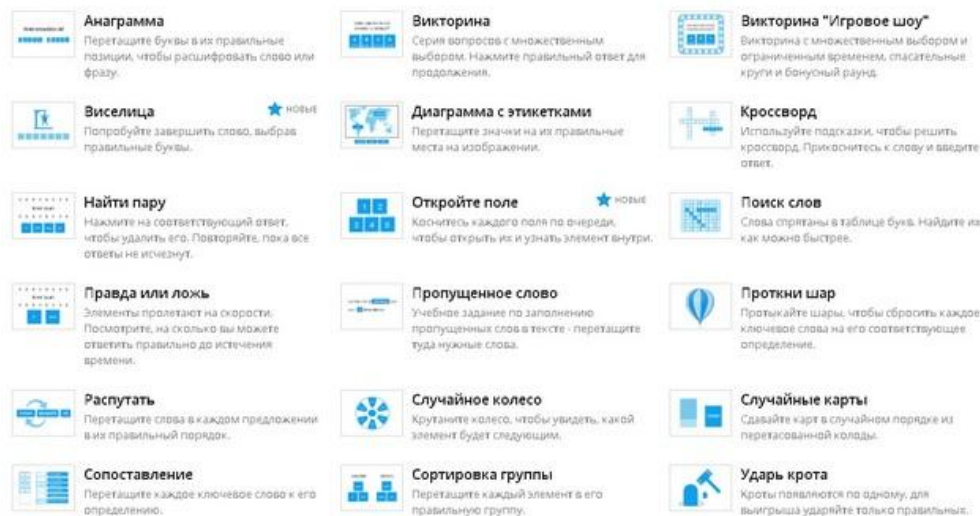 Анаграмма
Перетащите буквы в их правильные
позиции, чтобы расшифровать слово или
фразу.
Викторина
Серия вопросов с множественным
выбором. Нажмите правильный ответ для
продолжения.
Викторина "Игровое шоу"
Викторина с множественным выбором и
ограниченным временем, спасательные
круги и бонусный раунд.
Виселица
НОВЫЕ
Попробуйте завершить слово, выбрав
правильные буквы.
Диаграмма с этикетками
Перетащите значки на их правильные
места на изображении.
Кроссворд
Используйте подсказки, чтобы решить
кроссворд. Прикоснитесь к слову и введите
ответ.
Найти пару
Нажмите на соответствующий ответ,
чтобы удалить его. Повторяйте, пока все
ответы не исчезнут.
Откройте поле
НОВЫЕ
Коснитесь каждого поля по очереди,
чтобы открыть их и узнать элемент внутри.
Поиск слов
Слова спрятаны в таблице букв. Найдите их
как можно быстрее.
Правда или ложь
Элементы пролетают на скорости.
Посмотрите, на сколько вы можете
ответить правильно до истечения
времени.
Пропущенное слово
Учебное задание по заполнению
пропущенных слов в тексте - перетащите
туда нужные слова.
Проткни шар
Протыкайте шары, чтобы сбросить каждое
ключевое слова на его соответствующее
определение.
Распутать
Перетащите слова в каждом предложении
в их правильный порядок.
Случайное колесо
Крутаните колесо, чтобы увидеть, какой
элемент будет следующим.
Случайные карты
Сдавайте карт в случайном порядке из
перетасованной колоды.
Сопоставление
Перетащите каждое ключевое слово к его
определению.
Сортировка группы
Перетащите каждый элемент в его
правильную группу.
Ударь крота
Кроты появляются по одному, для
выигрыша ударяйте только правильных.